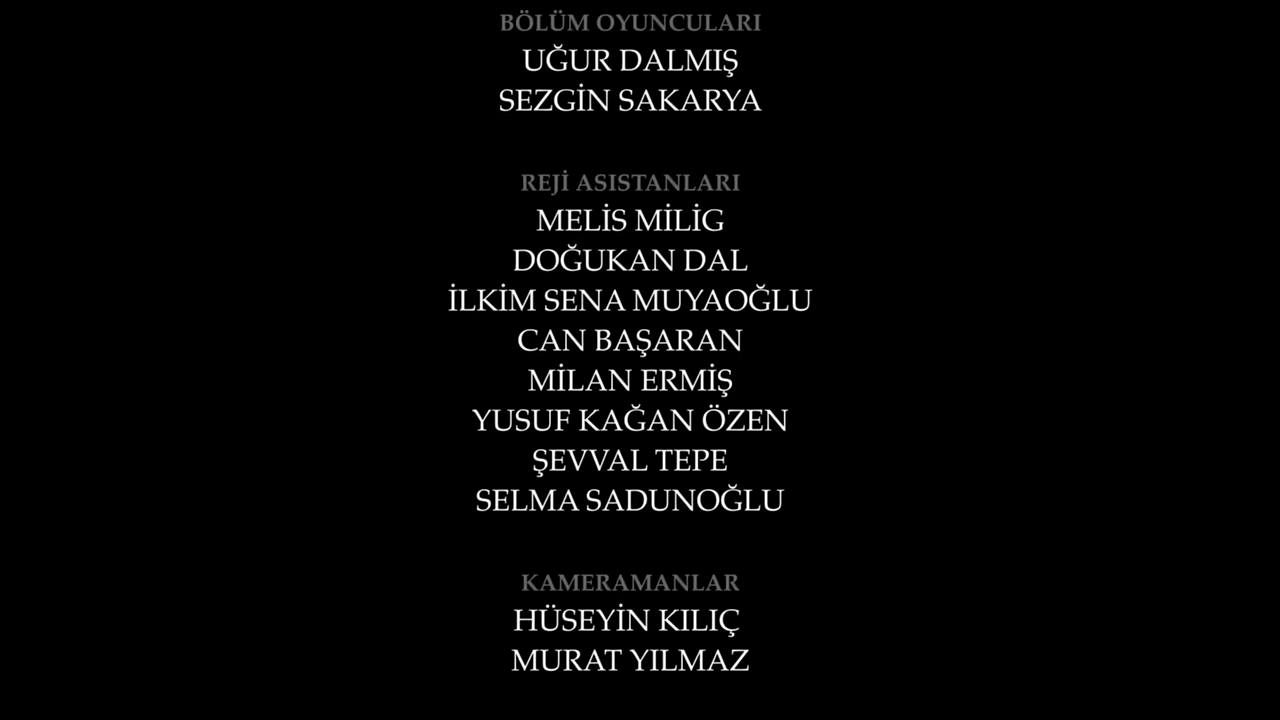 BÖLÜM OYUNCULARI
UĞUR DALMIŞ
SEZGİN SAKARYA
REJİ ASISTANLARI
MELİS MİLİG
DOĞUKAN DAL
İLKİM SENA MUYAOĞLU
CAN BAŞARAN
MİLAN ERMİŞ
YUSUF KAĞAN ÖZEN
ŞEVVAL TEPE
SELMA SADUNOĞLU
KAMERAMANLAR
HÜSEYİN KILIÇ
MURAT YILMAZ